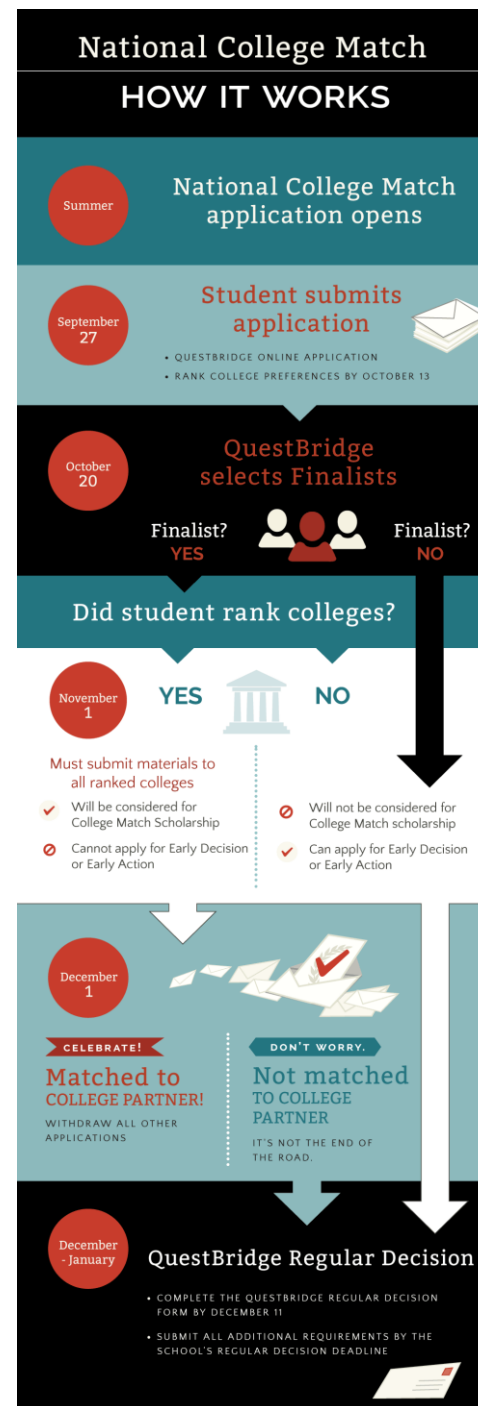 National College Match
HOW IT WORKS
Summer
National College Match
application opens
September
27
Student submits
application
• QUESTBRIDGE ONLINE APPLICATION
• RANK COLLEGE PREFERENCES BY OCTOBER 13
October
20
QuestBridge
selects Finalists
Finalist?
YES
Finalist?
NO
Did student rank colleges?
November
1
YES
NO
Must submit materials to
all ranked colleges
Will be considered for
College Match Scholarship
Cannot apply for Early Decision
or Early Action
Will not be considered for
College Match scholarship
Can apply for Early Decision
or Early Action
December
1
CELEBRATE!
Matched to
COLLEGE PARTNER!
WITHDRAW ALL OTHER
APPLICATIONS
DON'T WORRY.
Not matched
TO COLLEGE
PARTNER
IT'S NOT THE END OF
THE ROAD.
December
- January
QuestBridge Regular Decision
• COMPLETE THE QUESTBRIDGE REGULAR DECISION
FORM BY DECEMBER 11
• SUBMIT ALL ADDITIONAL REQUIREMENTS BY THE
SCHOOL'S REGULAR DECISION DEADLINE